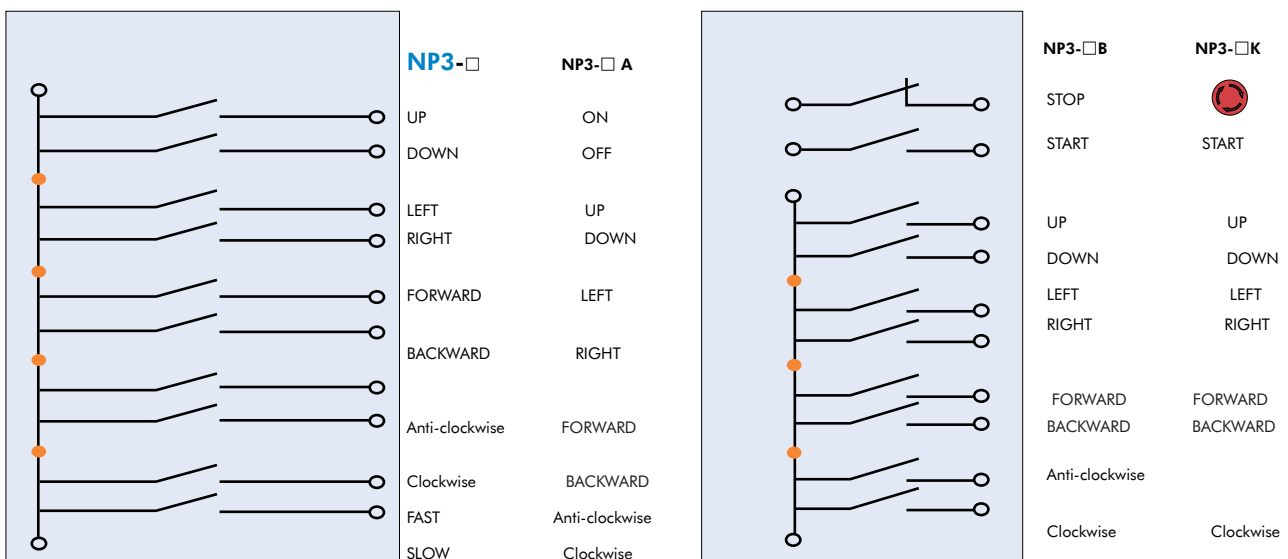 NP3-□ NP3-□ A
UP ON
DOWN OFF
LEFT UP
RIGHT DOWN
FORWARD LEFT
BACKWARD RIGHT
Anti-clockwise FORWARD
Clockwise BACKWARD
FAST Anti-clockwise
SLOW Clockwise
NP3-□B NP3-□K
STOP
START START
UP UP
DOWN DOWN
LEFT LEFT
RIGHT RIGHT
FORWARD FORWARD
BACKWARD BACKWARD
Anti-clockwise
Clockwise Clockwise